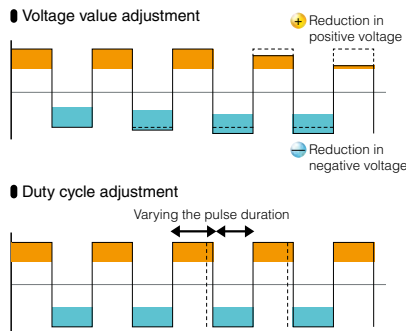 Voltage value adjustment
+ Reduction in
positive voltage
− Reduction in
negative voltage
Duty cycle adjustment
Varying the pulse duration